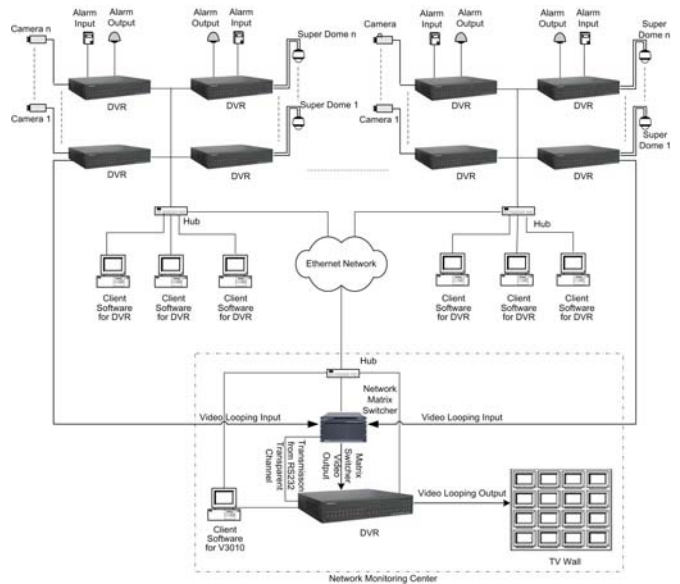 Alarm Input
Alarm Output
Alarm Output
Alarm Input
Super Dome n
Camera n
DVR
DVR
Super Dome 1
Camera 1
DVR
DVR
Alarm Input
Alarm Output
Alarm Output
Alarm Input
Camera n
Super Dome n
DVR
DVR
Camera 1
Super Dome 1
DVR
DVR
Hub
Hub
Ethernet Network
Client Software for DVR
Client Software for DVR
Client Software for DVR
Client Software for DVR
Client Software for DVR
Client Software for DVR
Hub
Network Matrix Switcher
Video Looping Input
Video Looping Input
Transmisson from RS232 Transparent Channel
Matrix Switcher Video Output
Video Looping Output
Client Software for V3010
DVR
TV Wall
Network Monitoring Center